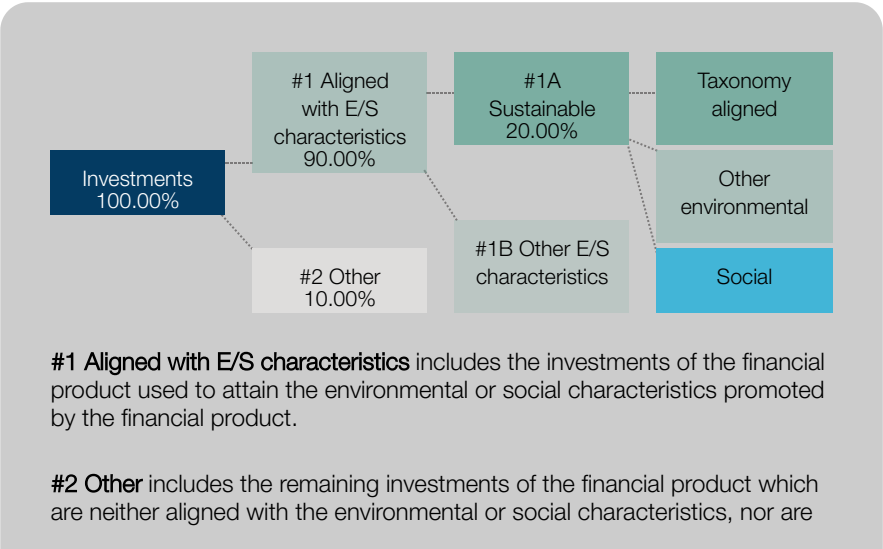 #1 Aligned
with E/S
characteristics
90.00%
#1A
Sustainable
20.00%
Taxonomy
aligned
Investments
100.00%
Other
environmental
#2 Other
10.00%
#1B Other E/S
characteristics
Social
#1 Aligned with E/S characteristics includes the investments of the financial
product used to attain the environmental or social characteristics promoted
by the financial product.
#2 Other includes the remaining investments of the financial product which
are neither aligned with the environmental or social characteristics, nor are